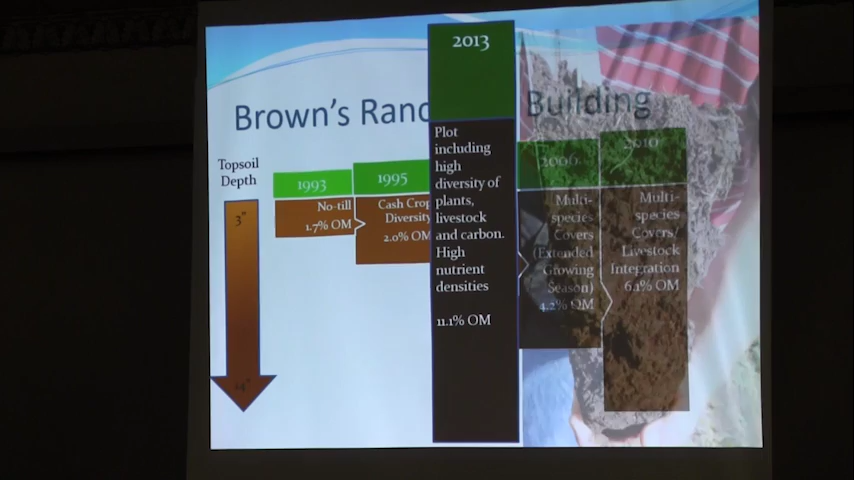 2013
Brown's Ranc
Building
Topsoil
Depth
3"
14"
1993
No-till
1.7% OM
1995
Cash Crop
Diversity
2.0% OM
Plot
including
high
diversity of
plants,
livestock
and carbon.
High
nutrient
densities
11.1% OM
2006
Multi-
species
Covers
(Extended
Growing
Season)
4.2% OM
2010
Multi-
species
Covers/
Livestock
Integration
6.1% OM